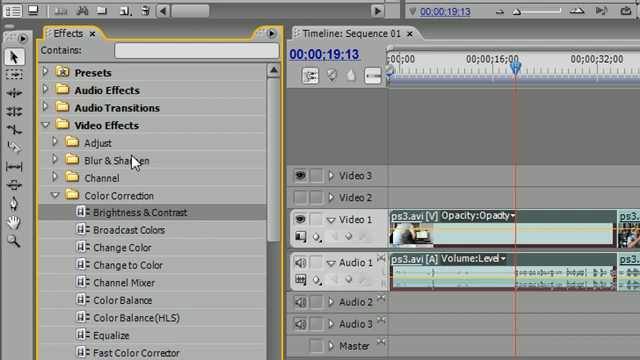 00;00;19;13
Effects ×
Contains:
Presets
Audio Effects
Audio Transitions
Video Effects
Adjust
Blur & Sharpen
Channel
Color Correction
Brightness & Contrast
Broadcast Colors
Change Color
Change to Color
Channel Mixer
Color Balance
Color Balance (HLS)
Equalize
Fast Color Corrector
Timeline: Sequence 01 ×
00;00;19;13
;00;00
00;00;16;00
00;00;32;00
Video 3
Video 2
Video 1
ps3.avi [V] Opacity:Opacity
ps3.avi
Audio 1
ps3.avi [A] Volume:Level
ps3.avi
L
R
Audio 2
Audio 3
Master